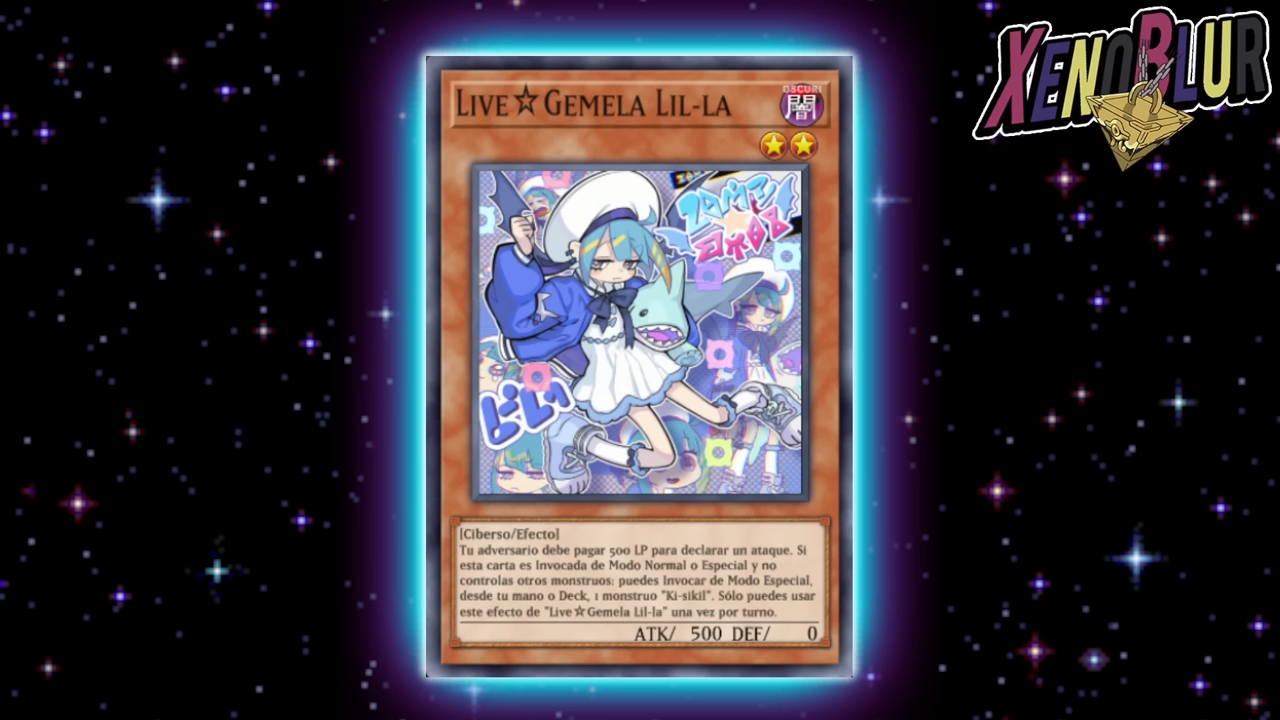 XENOBLUR
LIVE☆GEMELA LIL-LA
OSCURI
闇
[Ciberso/Efecto]
Tu adversario debe pagar 500 LP para declarar un ataque. Si
esta carta es Invocada de Modo Normal o Especial y no
controlas otros monstruos: puedes Invocar de Modo Especial,
desde tu mano o Deck, 1 monstruo "Ki-sikil". Sólo puedes usar
este efecto de "Live☆Gemela Lil-la" una vez por turno.
ATK/ 500 DEF/ 0